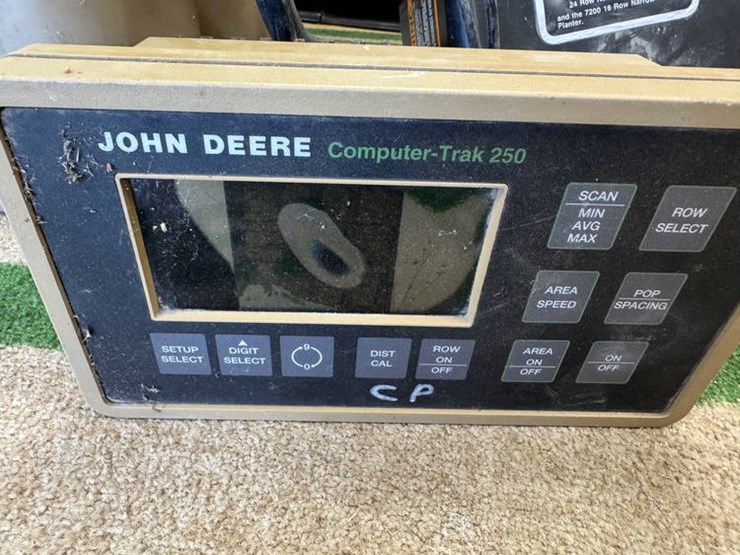 24 Row
and the 7200 16 Row Narrow
Planter.
JOHN DEERE Computer-Trak 250
SCAN
MIN
AVG
MAX
ROW
SELECT
AREA
SPEED
POP
SPACING
SETUP
SELECT
DIGIT
SELECT
9
0
DIST
CAL
ROW
ON
OFF
AREA
ON
OFF
ON
OFF
CP